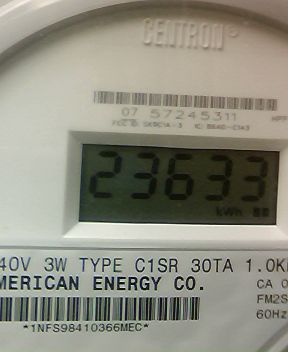 CENTRON®
07 57245311
23633
kWh
40V 3W TYPE C1SR 30TA 1.0K
MERICAN ENERGY CO.
CA 0
FM2S
60Hz
*1NFS98410366MEC*